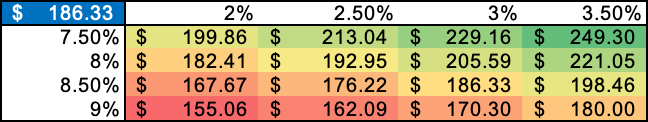 $ 186.33 2% 2.50% 3% 3.50%
7.50% $ 199.86 $ 213.04 $ 229.16 $ 249.30
8% $ 182.41 $ 192.95 $ 205.59 $ 221.05
8.50% $ 167.67 $ 176.22 $ 186.33 $ 198.46
9% $ 155.06 $ 162.09 $ 170.30 $ 180.00